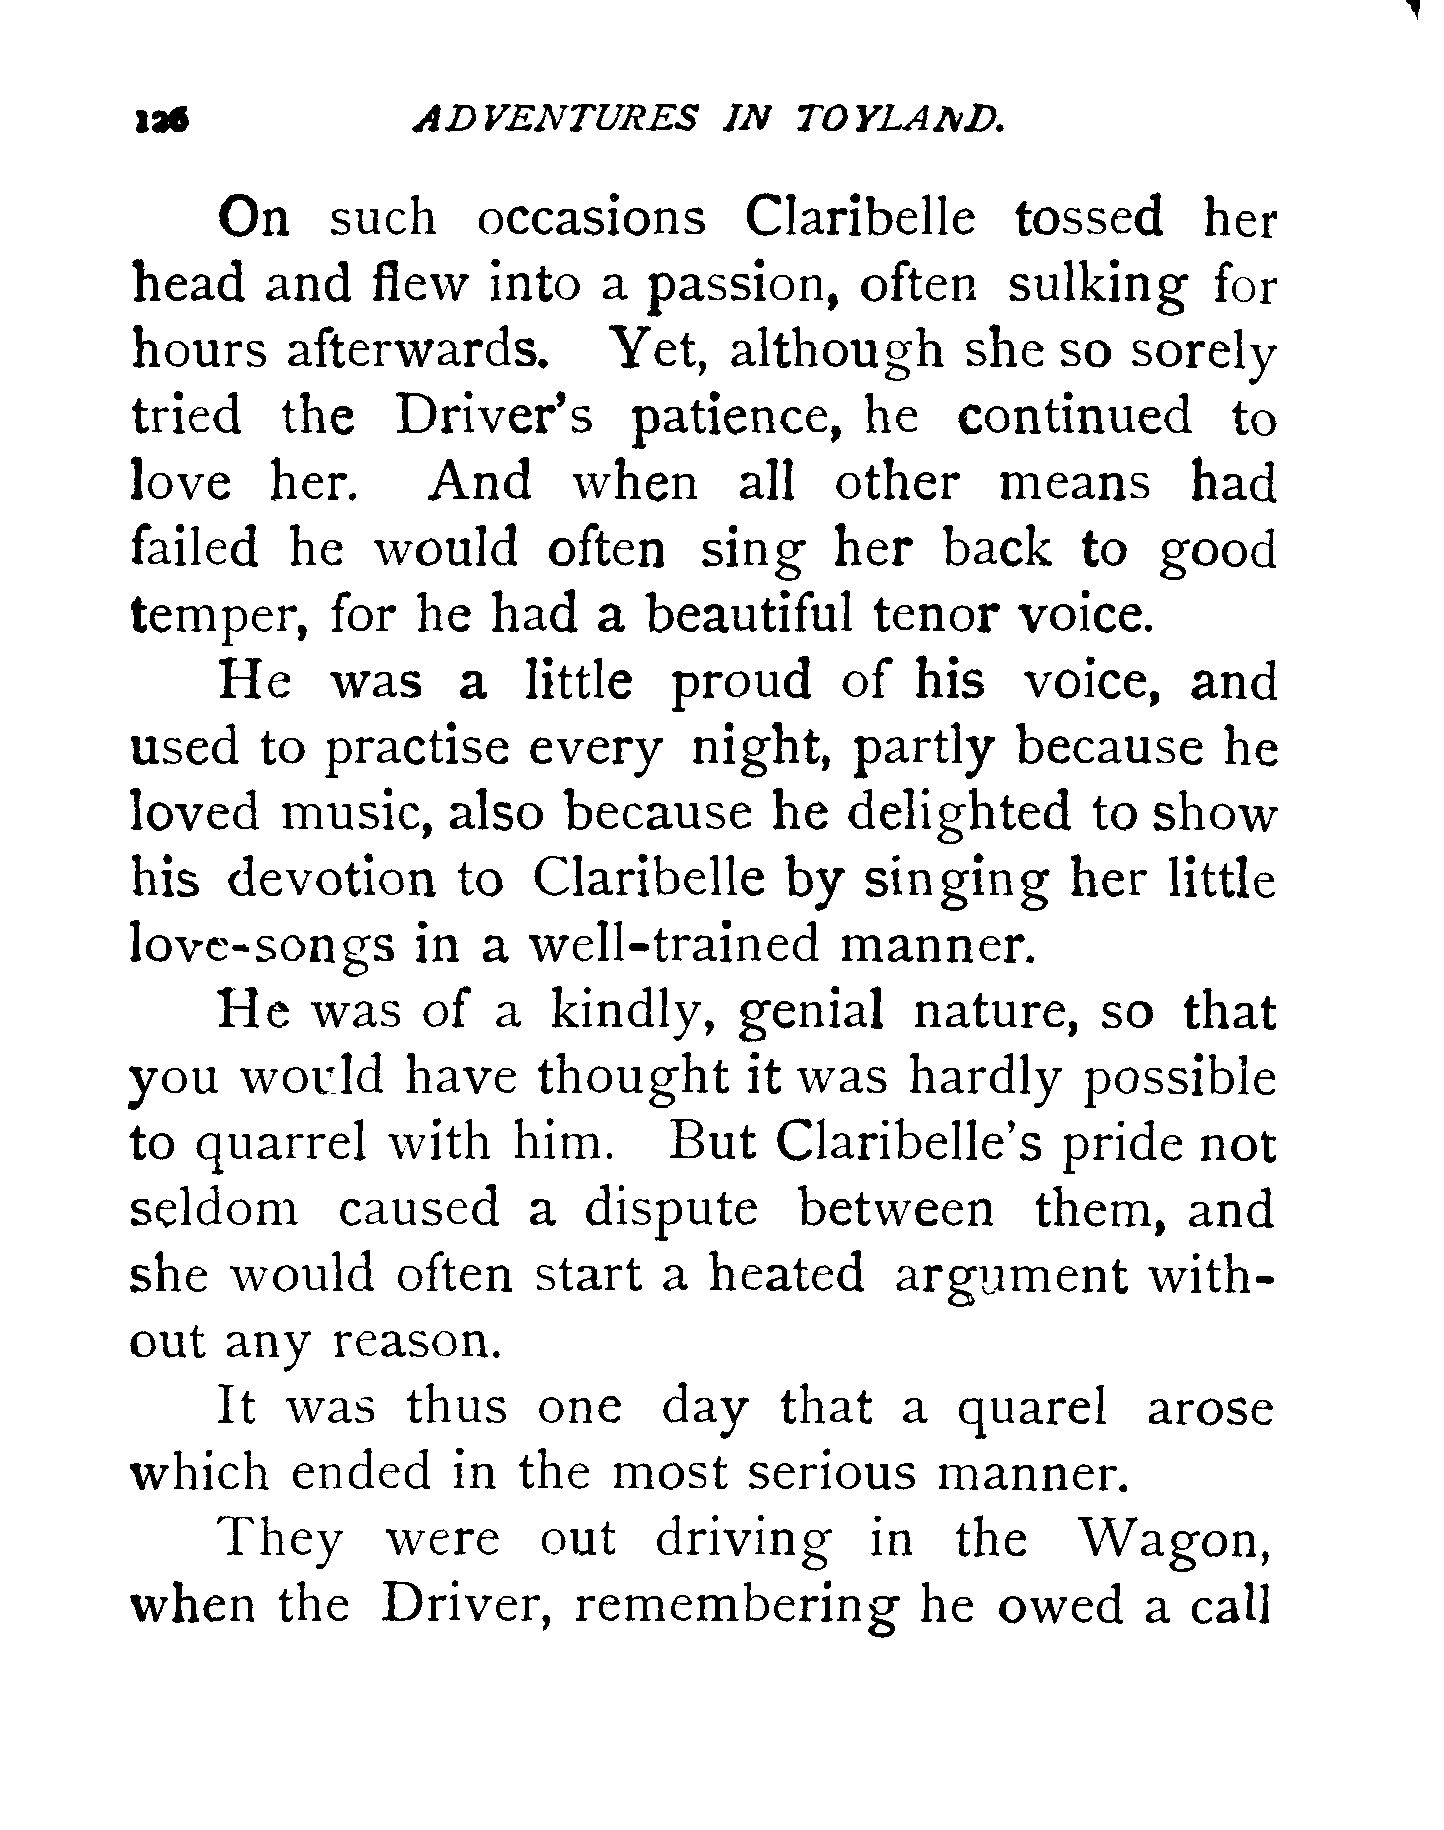 126 ADVENTURES IN TOYLAND.
On such occasions Claribelle tossed her
head and flew into a passion, often sulking for
hours afterwards. Yet, although she so sorely
tried the Driver's patience, he continued to
love her. And when all other means had
failed he would often sing her back to good
temper, for he had a beautiful tenor voice.
He was a little proud of his voice, and
used to practise every night, partly because he
loved music, also because he delighted to show
his devotion to Claribelle by singing her little
love-songs in a well-trained manner.
He was of a kindly, genial nature, so that
you would have thought it was hardly possible
to quarrel with him. But Claribelle's pride not
seldom caused a dispute between them, and
she would often start a heated argument with-
out any reason.
It was thus one day that a quarel arose
which ended in the most serious manner.
They were out driving in the Wagon,
when the Driver, remembering he owed a call